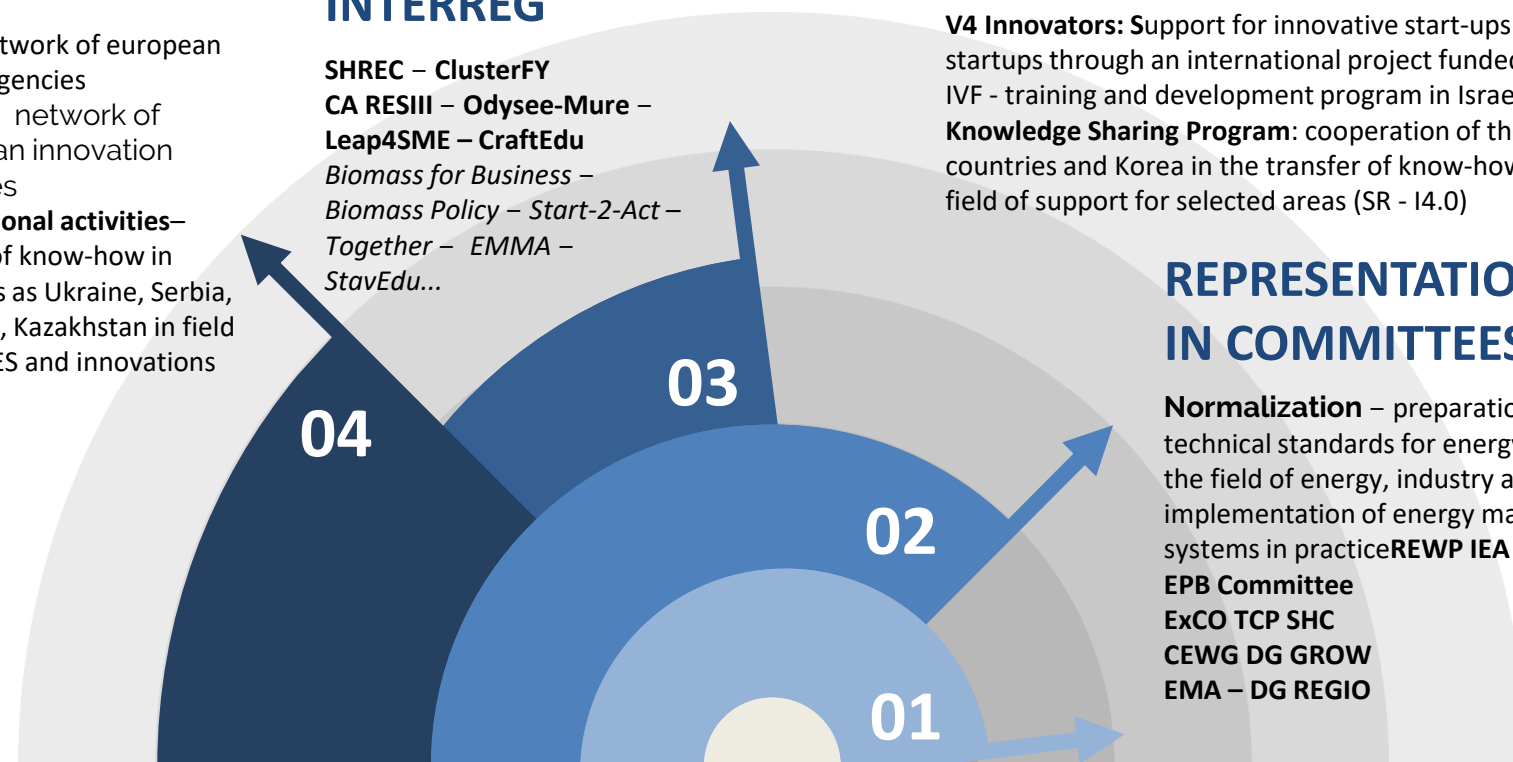 twork of european
gencies
network of
an innovation
es
onal activities–
of know-how in
s as Ukraine, Serbia,
, Kazakhstan in field
ES and innovations
04
INTERREG
SHREC – ClusterFY
CA RESIII – Odysee-Mure –
Leap4SME – CraftEdu
Biomass for Business –
Biomass Policy – Start-2-Act –
Together – EMMA –
StavEdu...
03
V4 Innovators: Support for innovative start-ups
startups through an international project funded
IVF - training and development program in Israe
Knowledge Sharing Program: cooperation of th
countries and Korea in the transfer of know-how
field of support for selected areas (SR - I4.0)
02
REPRESENTATIO
IN COMMITTEES
Normalization – preparatio
technical standards for energy
the field of energy, industry a
implementation of energy ma
systems in practiceREWP IEA
EPB Committee
ExCO TCP SHC
CEWG DG GROW
EMA – DG REGIO
01